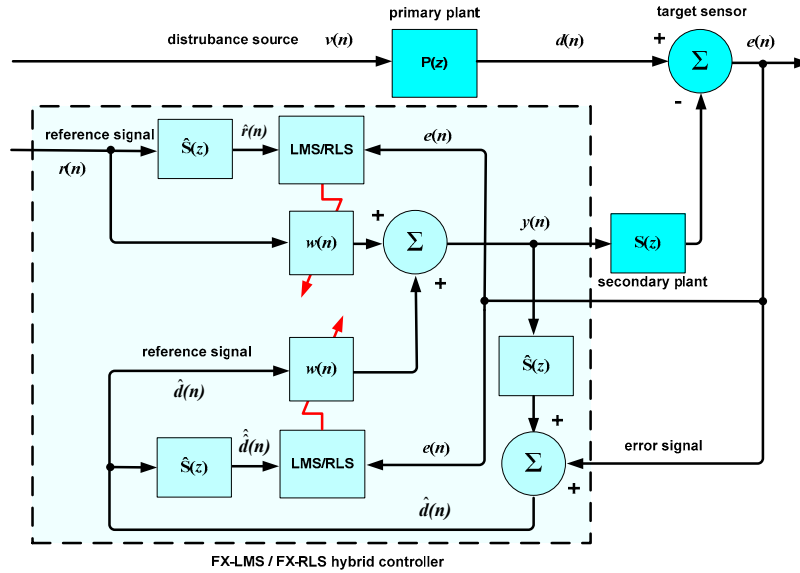 primary plant
target sensor
distrubance source
v(n)
P(z)
d(n)
+
Σ
e(n)
-
reference signal
r(n)
Ŝ(z)
r̂(n)
LMS/RLS
e(n)
w(n)
+
Σ
+
y(n)
S(z)
secondary plant
reference signal
d̂(n)
w(n)
Ŝ(z)
+
Ŝ(z)
d̂̂(n)
LMS/RLS
e(n)
Σ
+
error signal
d̂(n)
FX-LMS / FX-RLS hybrid controller